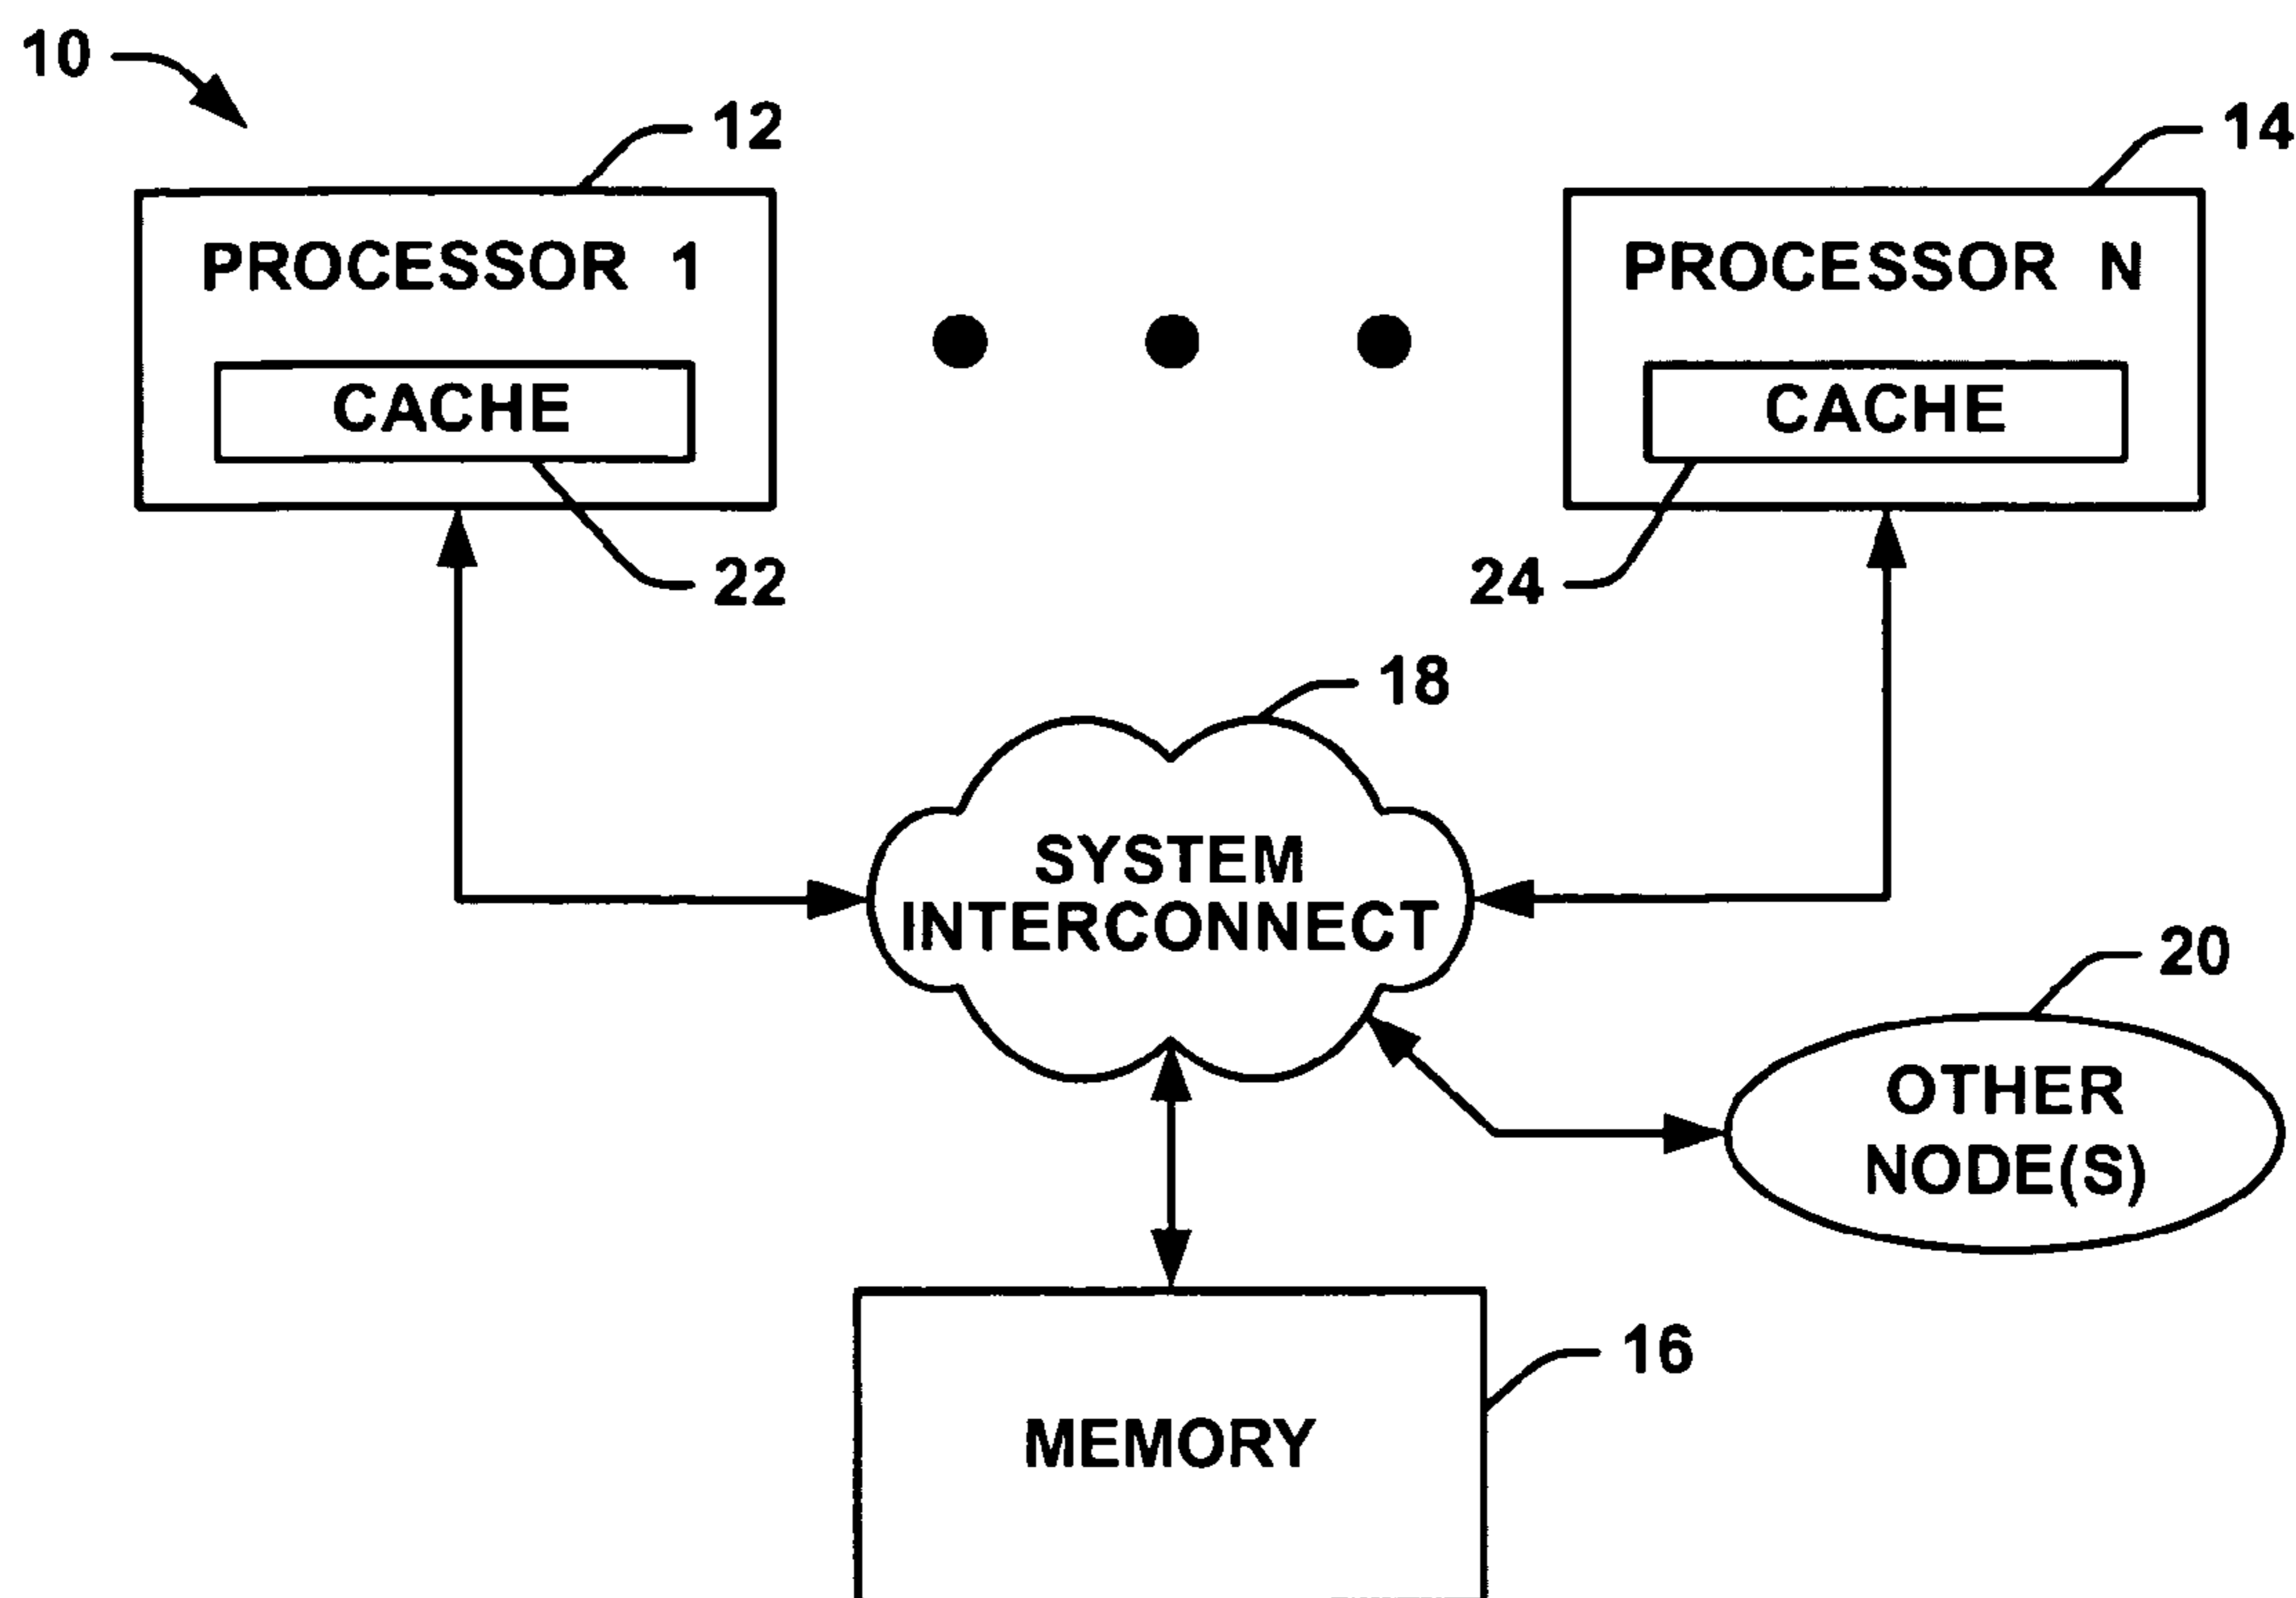 10
12
14
PROCESSOR 1
PROCESSOR N
CACHE
CACHE
22
24
18
SYSTEM
INTERCONNECT
20
OTHER
NODE(S)
16
MEMORY